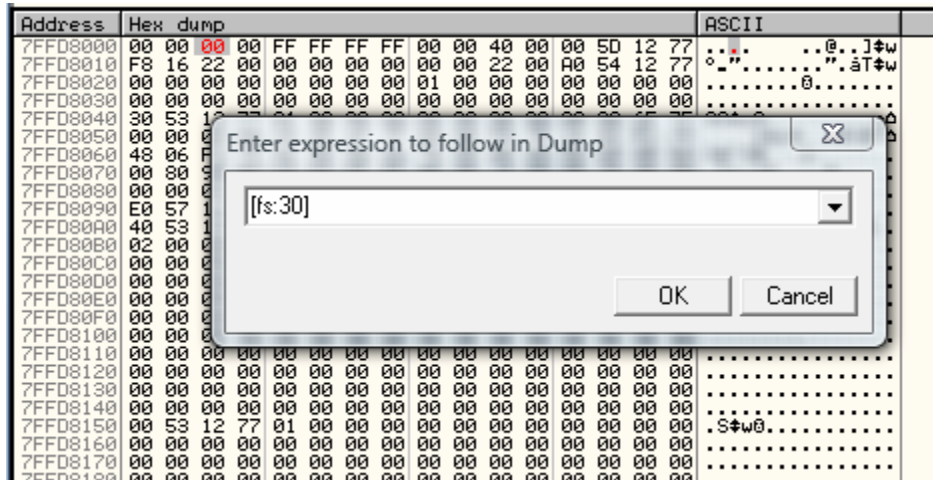 Address Hex dump ASCII
7FFD8000 00 00 00 00 FF FF FF FF 00 00 40 00 00 5D 12 77 .... ..@..]‡w
7FFD8010 F8 16 22 00 00 00 00 00 00 00 22 00 A0 54 12 77
7FFD8020 00 00 00 00 00 00 00 00 01 00 00 00 00 00 00 00
7FFD8030 00 00 00 00 00 00 00 00 00 00 00 00 00 00 00 00 ................
7FFD8040 30 53
7FFD8050 00 00
7FFD8060 48 06
7FFD8070 00 80
7FFD8080 00 00
7FFD8090 E0 57
7FFD80A0 40 53
7FFD80B0 02 00
7FFD80C0 00 00
7FFD80D0 00 00
7FFD80E0 00 00
7FFD80F0 00 00
7FFD8100 00 00
7FFD8110 00 00 00 00 00 00 00 00 00 00 00 00 00 00 00 00 ................
7FFD8120 00 00 00 00 00 00 00 00 00 00 00 00 00 00 00 00 ................
7FFD8130 00 00 00 00 00 00 00 00 00 00 00 00 00 00 00 00 ................
7FFD8140 00 00 00 00 00 00 00 00 00 00 00 00 00 00 00 00 ................
7FFD8150 00 53 12 77 01 00 00 00 00 00 00 00 00 00 00 00
7FFD8160 00 00 00 00 00 00 00 00 00 00 00 00 00 00 00 00 ................
7FFD8170 00 00 00 00 00 00 00 00 00 00 00 00 00 00 00 00 ................
Enter expression to follow in Dump
[fs:30]
OK Cancel